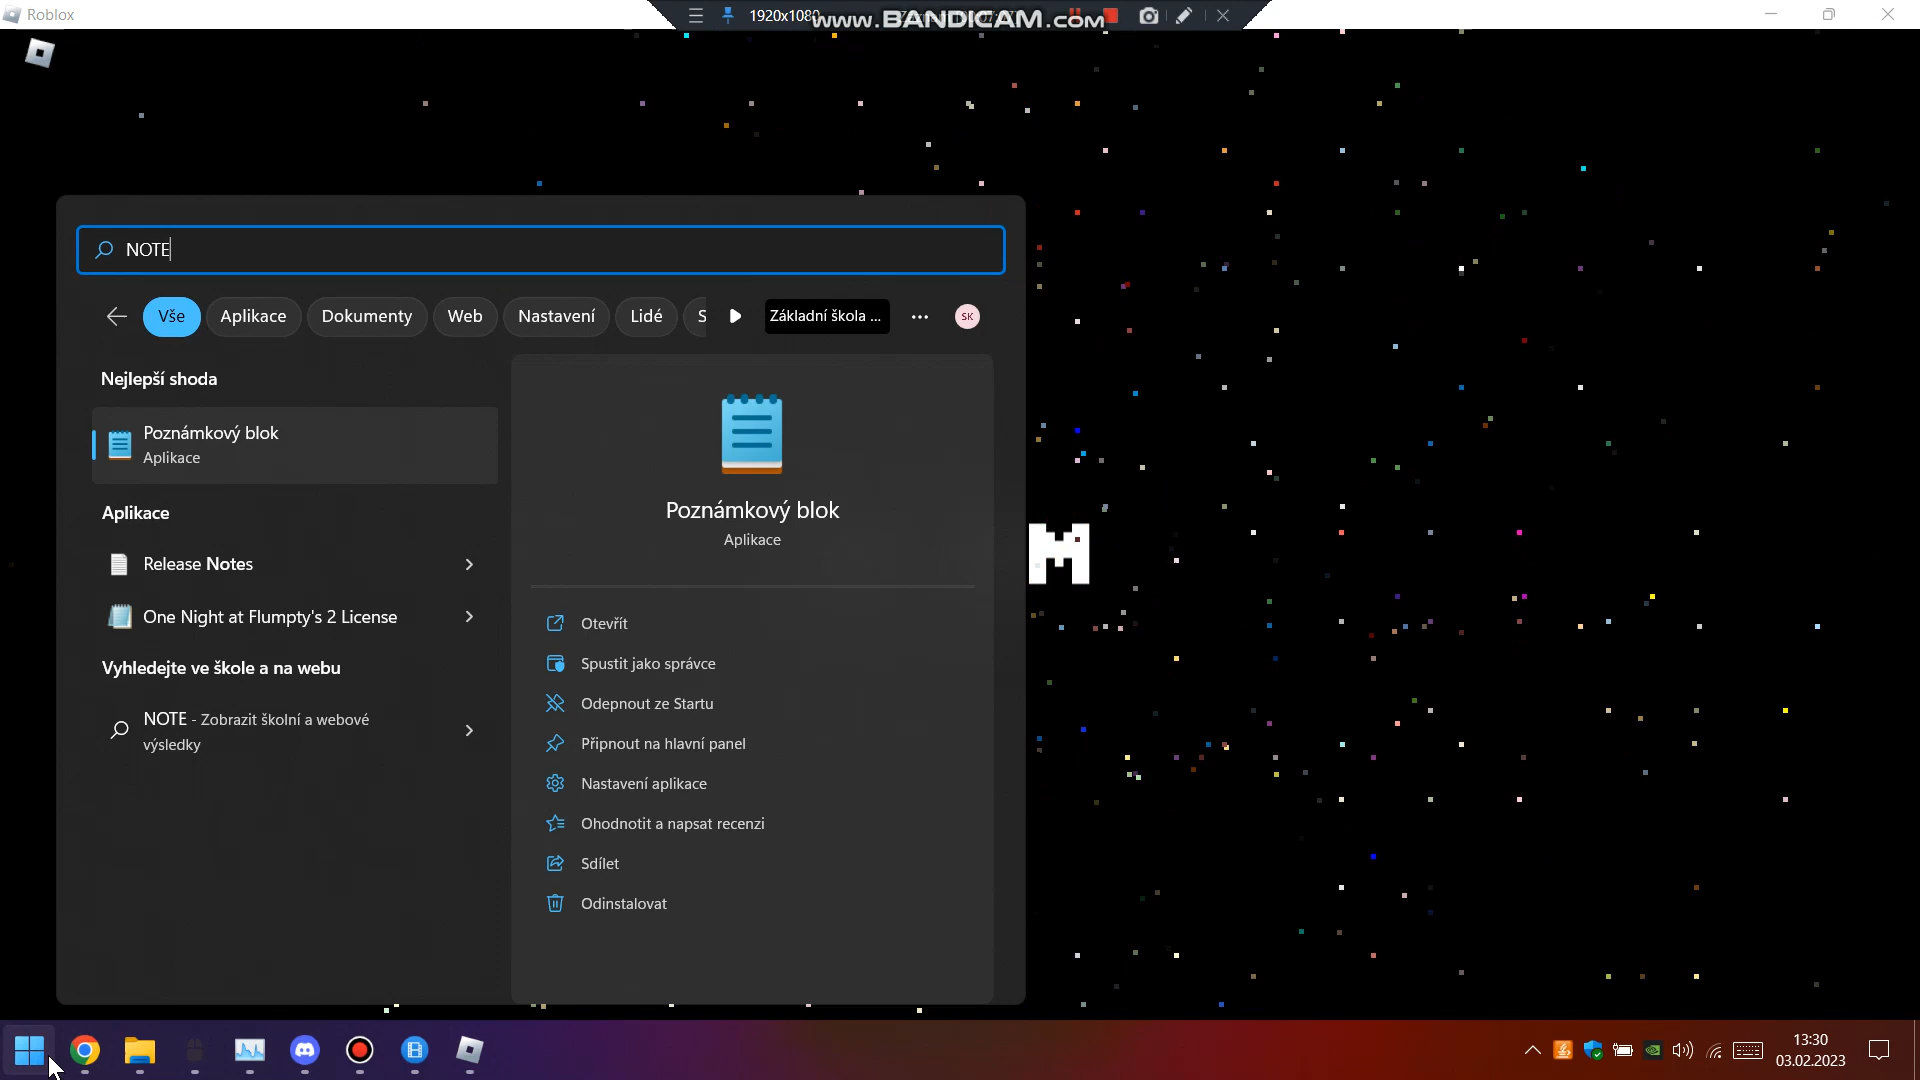 Roblox
1920x1080
www.BANDICAM.com
NOTE
Vše
Aplikace
Dokumenty
Web
Nastavení
Lidé
S
Základní škola ...
SK
Nejlepší shoda
Poznámkový blok
Aplikace
Aplikace
Release Notes
One Night at Flumpty's 2 License
Vyhledejte ve škole a na webu
NOTE - Zobrazit školní a webové
výsledky
Poznámkový blok
Aplikace
Otevřít
Spustit jako správce
Odepnout ze Startu
Připnout na hlavní panel
Nastavení aplikace
Ohodnotit a napsat recenzi
Sdílet
Odinstalovat
M
13:30
03.02.2023